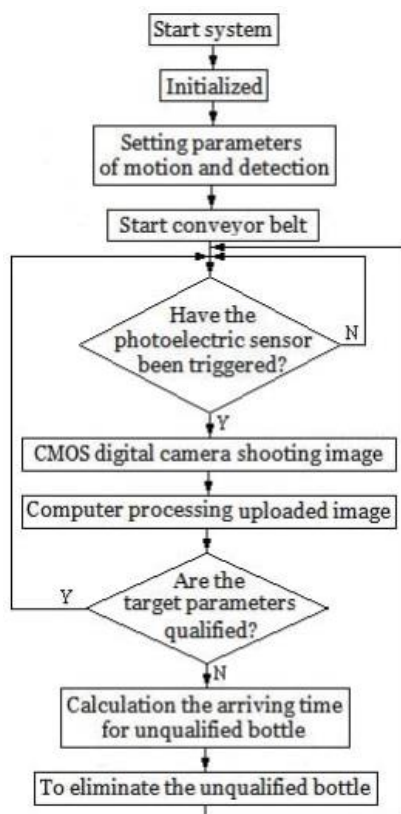 Start system
Initialized
Setting parameters
of motion and detection
Start conveyor belt
Have the
photoelectric sensor
been triggered?
N
Y
CMOS digital camera shooting image
Computer processing uploaded image
Are the
target parameters
qualified?
Y
N
Calculation the arriving time
for unqualified bottle
To eliminate the unqualified bottle